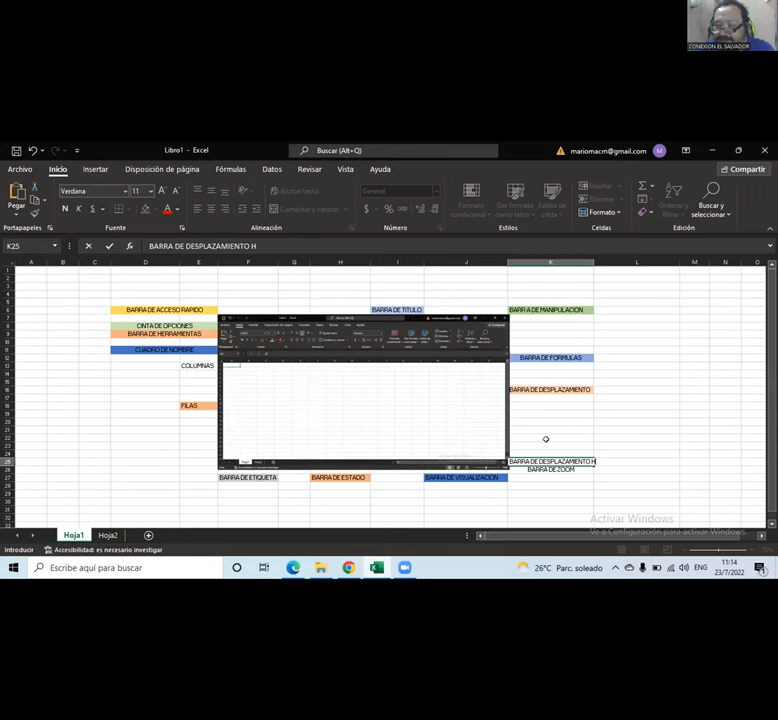 CONEXION EL SALVADOR
Libro1 - Excel
Buscar (Alt+Q)
mariomacm@gmail.com
M
Archivo Inicio Insertar Disposición de página Fórmulas Datos Revisar Vista Ayuda
Compartir
Pegar
Verdana 11
N K S
Ajustar texto
Combinar y centrar
General
$ % 000
Formato condicional
Dar formato como tabla
Estilos de celda
Insertar
Eliminar
Formato
Ordenar y filtrar
Buscar y seleccionar
Portapapeles Fuente Alineación Número Estilos Celdas Edición
K25
fx
BARRA DE DESPLAZAMIENTO H
A B C D E F G H I J K L M N O
BARRA DE ACCESO RAPIDO
BARRA DE TITULO
BARRA DE MANIPULACION
CINTA DE OPCIONES
BARRA DE HERRAMIENTAS
CUADRO DE NOMBRE
BARRA DE FORMULAS
COLUMNAS
BARRA DE DESPLAZAMIENTO
FILAS
BARRA DE DESPLAZAMIENTO H
BARRA DE ZOOM
BARRA DE ETIQUETA
BARRA DE ESTADO
BARRA DE VISUALIZACION
Activar Windows
Ve a Configuración para activar Windows.
Hoja1 Hoja2
Introducir
Accesibilidad: es necesario investigar
Escribe aquí para buscar
26°C Parc. soleado
ENG
11:14
23/7/2022